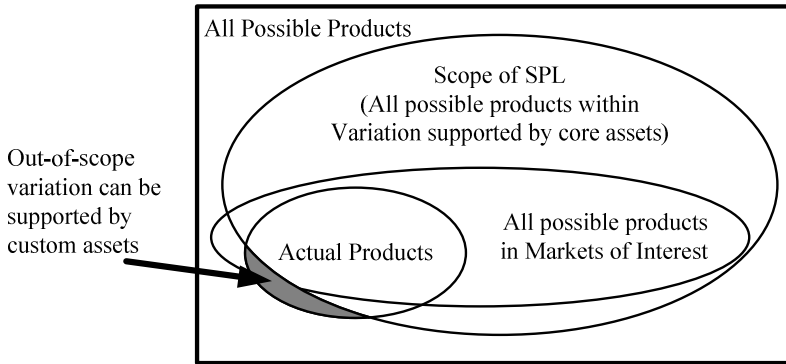 All Possible Products
Scope of SPL
(All possible products within
Variation supported by core assets)
Out-of-scope
variation can be
supported by
custom assets
Actual Products
All possible products
in Markets of Interest